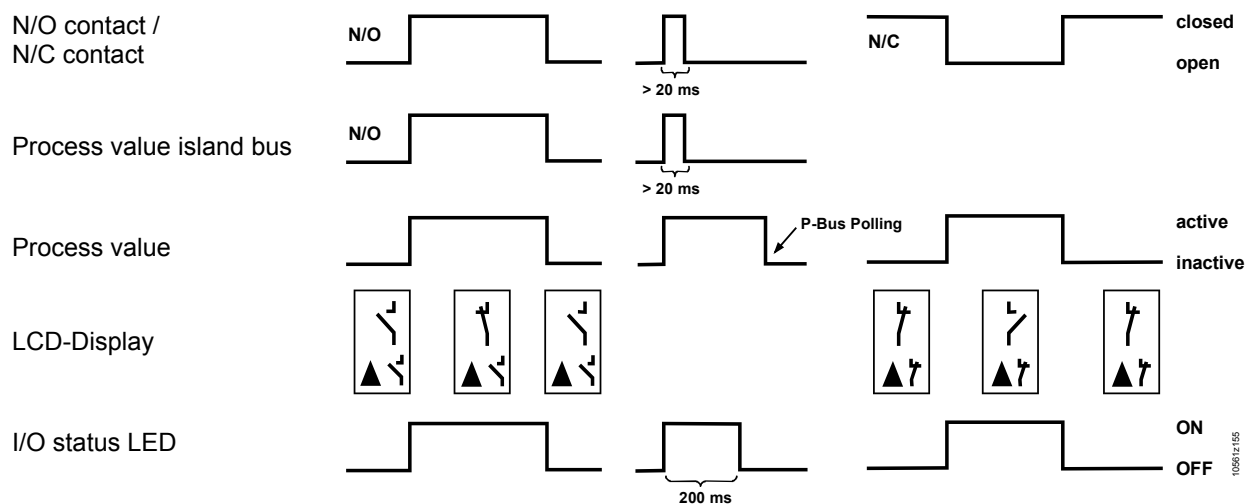 N/O contact /
N/C contact
N/O
> 20 ms
N/C
closed
open
Process value island bus
N/O
> 20 ms
Process value
P-Bus Polling
active
inactive
LCD-Display
I/O status LED
200 ms
ON
OFF
10561z155